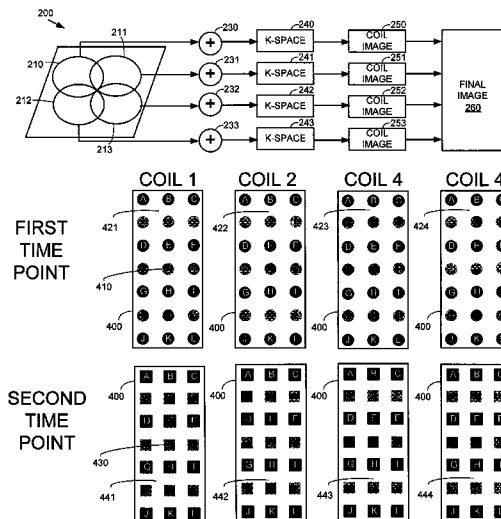 200
211
210
212
213
230
231
232
233
240
K-SPACE
241
K-SPACE
242
K-SPACE
243
K-SPACE
250
COIL IMAGE
251
COIL IMAGE
252
COIL IMAGE
253
COIL IMAGE
FINAL IMAGE 260
COIL 1 COIL 2 COIL 4 COIL 4
FIRST TIME POINT
A B C
421
D E F
410
G H I
400
J K L
A B C
422
D E F
G H I
400
J K L
A B C
423
D E F
G H I
400
J K L
A B C
424
D E F
G H I
400
J K L
SECOND TIME POINT
400
A B C
D E F
430
G H I
441
J K L
400
A B C
D E F
G H I
442
J K L
400
A B C
D E F
G H I
443
J K L
400
A B C
D E F
G H I
444
J K L